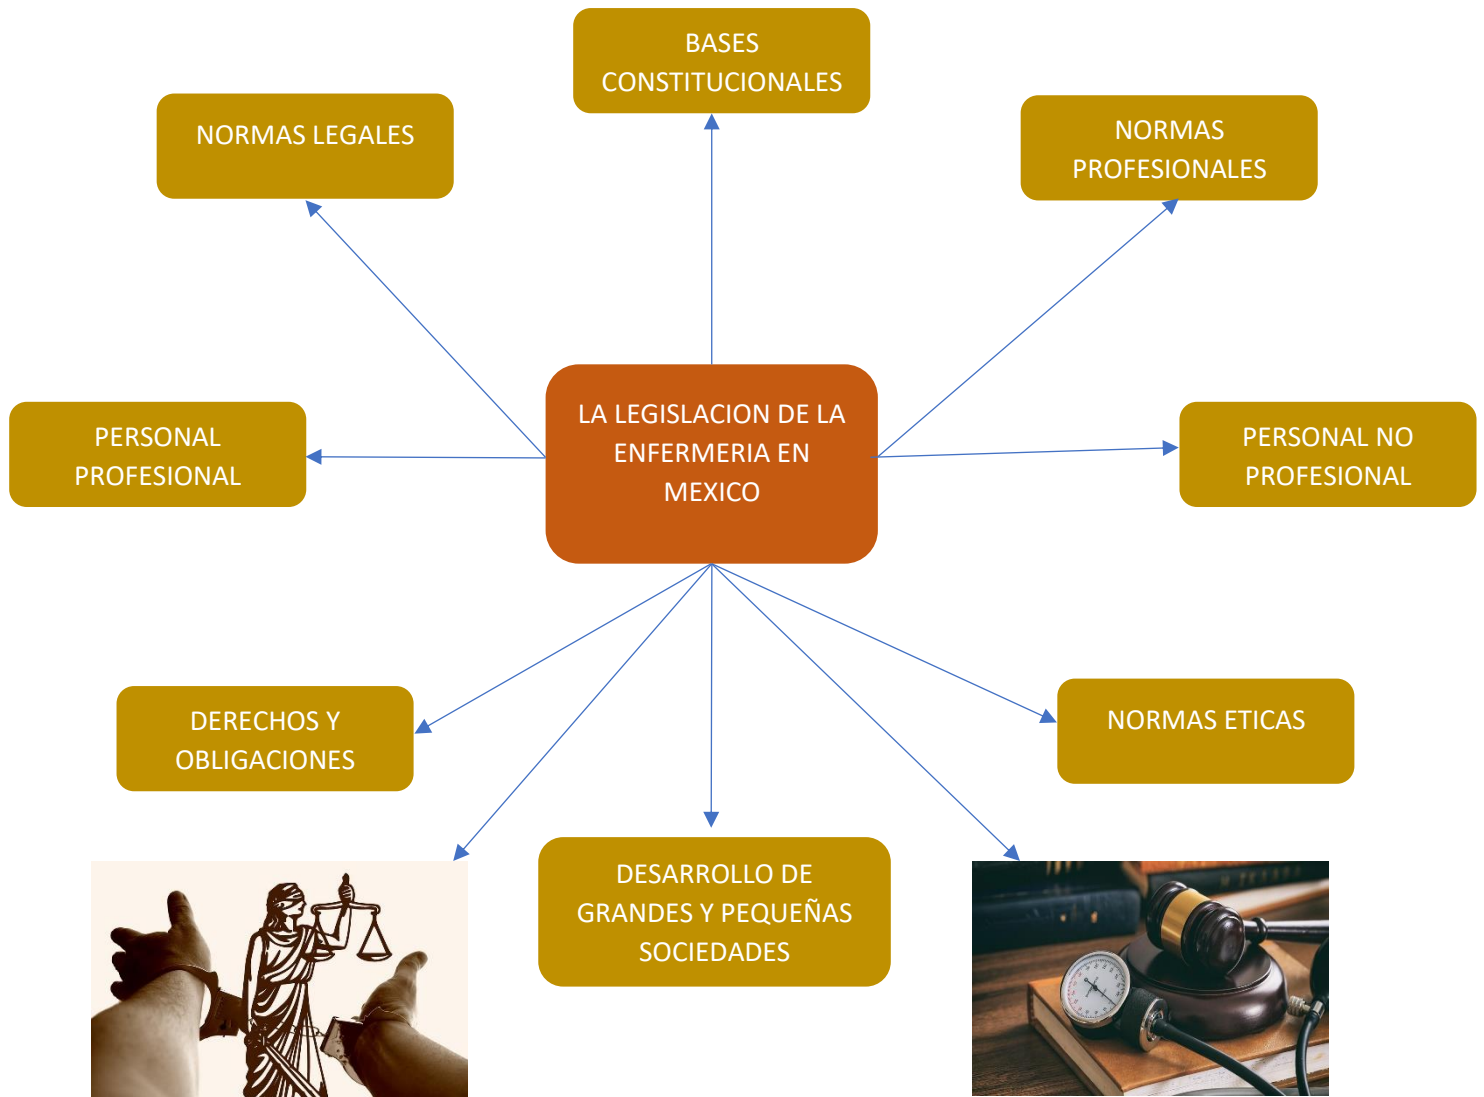 BASES
CONSTITUCIONALES
NORMAS LEGALES
NORMAS
PROFESIONALES
LA LEGISLACION DE LA
ENFERMERIA EN
MEXICO
PERSONAL
PROFESIONAL
PERSONAL NO
PROFESIONAL
DERECHOS Y
OBLIGACIONES
NORMAS ETICAS
DESARROLLO DE
GRANDES Y PEQUEÑAS
SOCIEDADES